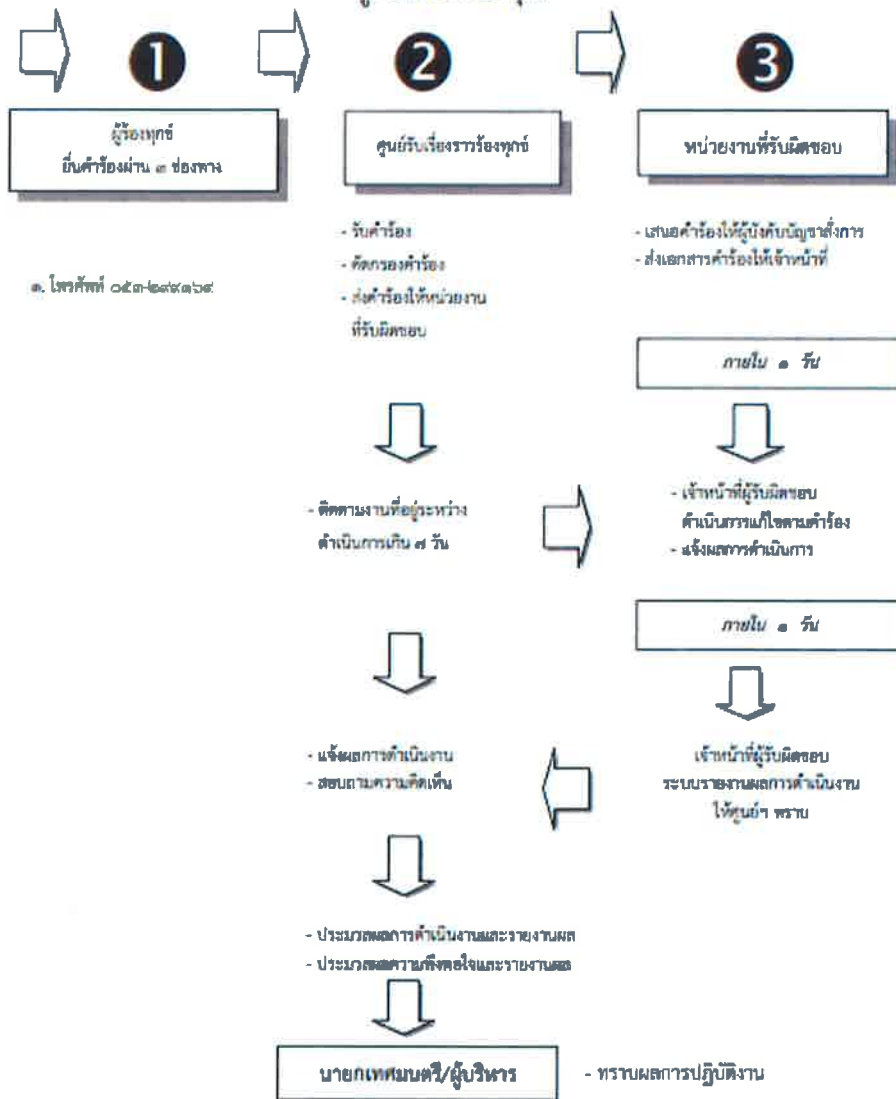 ❶
❷
❸
ผู้ร้องทุกข์
ยื่นคำร้องผ่าน ๓ ช่องทาง
ศูนย์รับเรื่องราวร้องทุกข์
หน่วยงานที่รับผิดชอบ
- รับคำร้อง
- คัดกรองคำร้อง
- ส่งคำร้องให้หน่วยงาน
ที่รับผิดชอบ
- เสนอคำร้องให้ผู้บังคับบัญชาสั่งการ
- ส่งเอกสารคำร้องให้เจ้าหน้าที่
๑. โทรศัพท์ ๐๕๓-๒๙๙๑๖๙
ภายใน ๑ วัน
- ติดตามงานที่อยู่ระหว่าง
ดำเนินการเกิน ๗ วัน
- เจ้าหน้าที่ผู้รับผิดชอบ
ดำเนินการแก้ไขตามคำร้อง
- แจ้งผลการดำเนินการ
ภายใน ๑ วัน
- แจ้งผลการดำเนินงาน
- สอบถามความคิดเห็น
เจ้าหน้าที่ผู้รับผิดชอบ
ระบบรายงานผลการดำเนินงาน
ให้ศูนย์ฯ ทราบ
- ประมวลผลการดำเนินงานและรายงานผล
- ประมวลผลความพึงพอใจและรายงานผล
นายกเทศมนตรี/ผู้บริหาร
- ทราบผลการปฏิบัติงาน